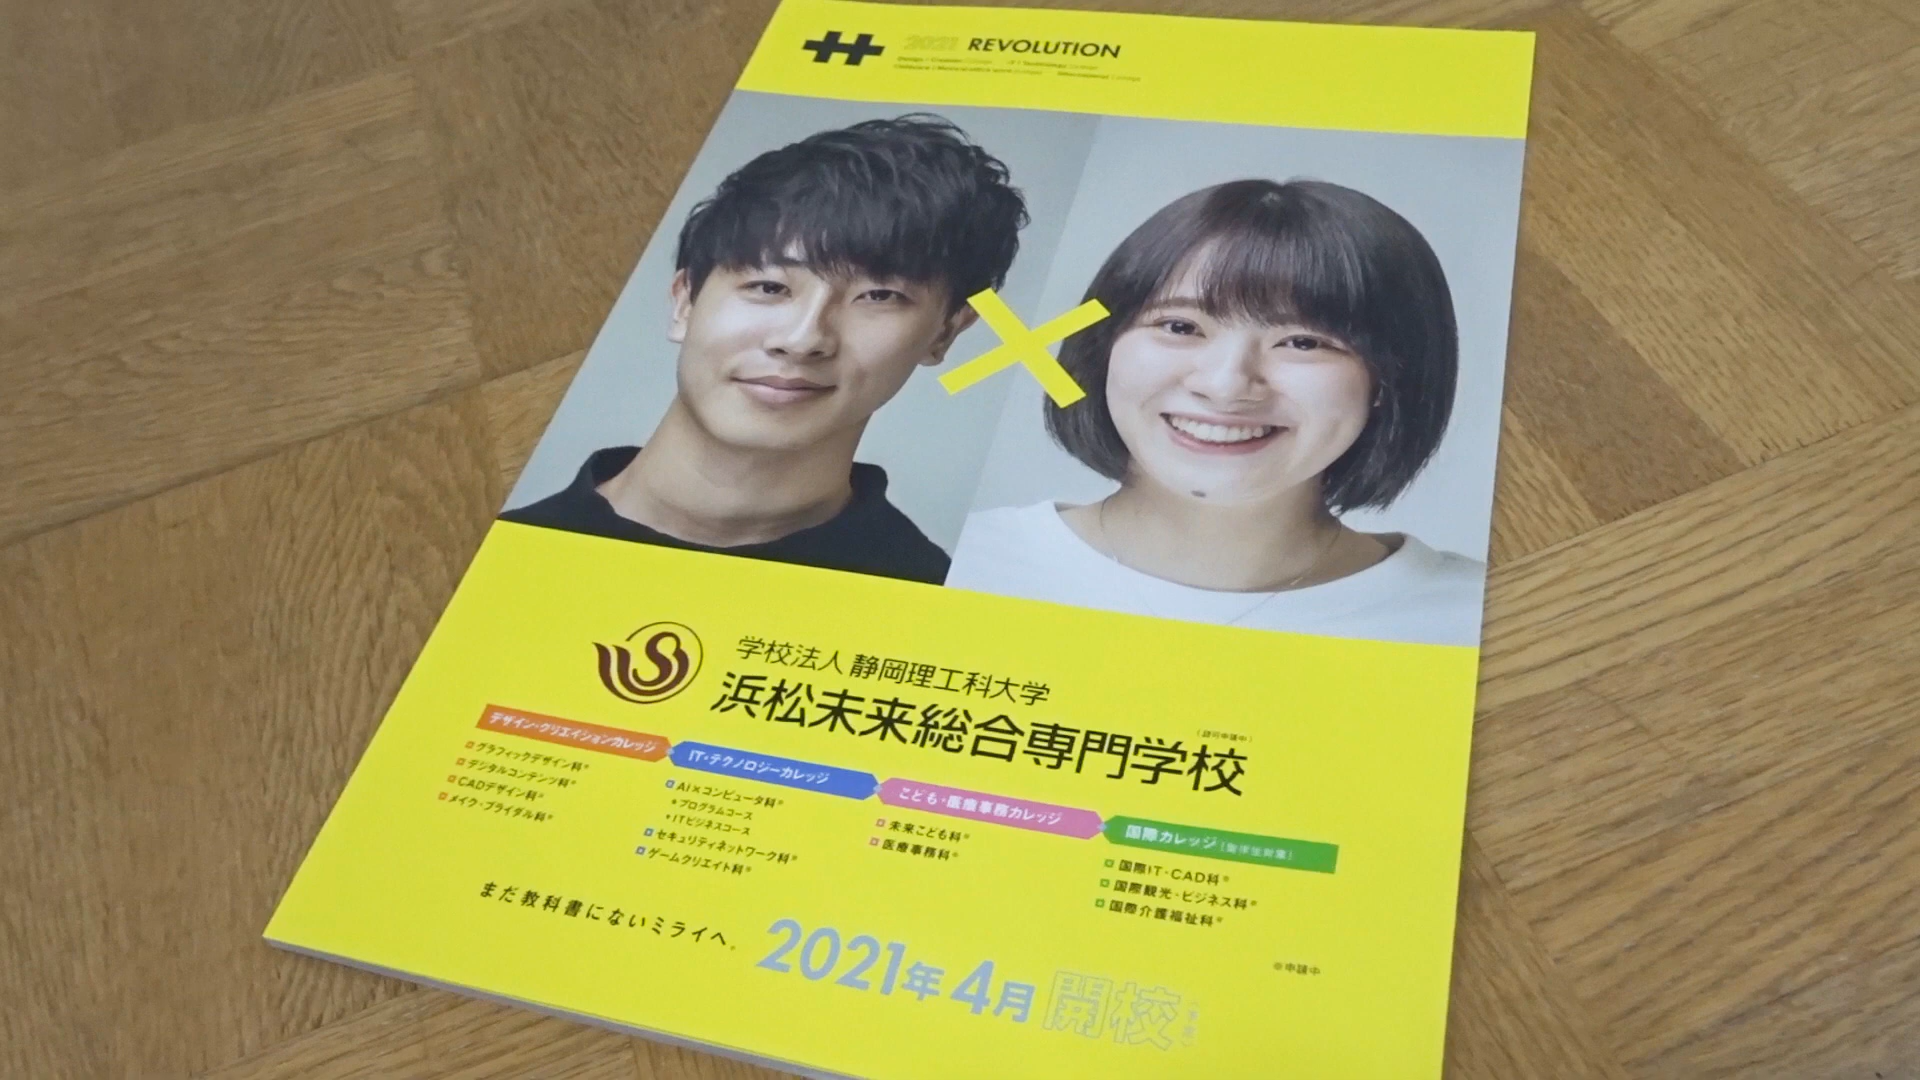 2021 REVOLUTION
学校法人 静岡理工科大学
浜松未来総合専門学校
(認可申請中)
デザイン・クリエイションカレッジ
グラフィックデザイン科※
デジタルコンテンツ科※
CADデザイン科※
メイク・ブライダル科※
IT・テクノロジーカレッジ
AI×コンピュータ科※
プログラムコース
ITビジネスコース
セキュリティネットワーク科※
ゲームクリエイト科※
こども・医療事務カレッジ
未来こども科※
医療事務科※
国際カレッジ[留学生対象]
国際IT・CAD科※
国際観光・ビジネス科※
国際介護福祉科※
まだ教科書にないミライへ。
※申請中
2021年4月 開校